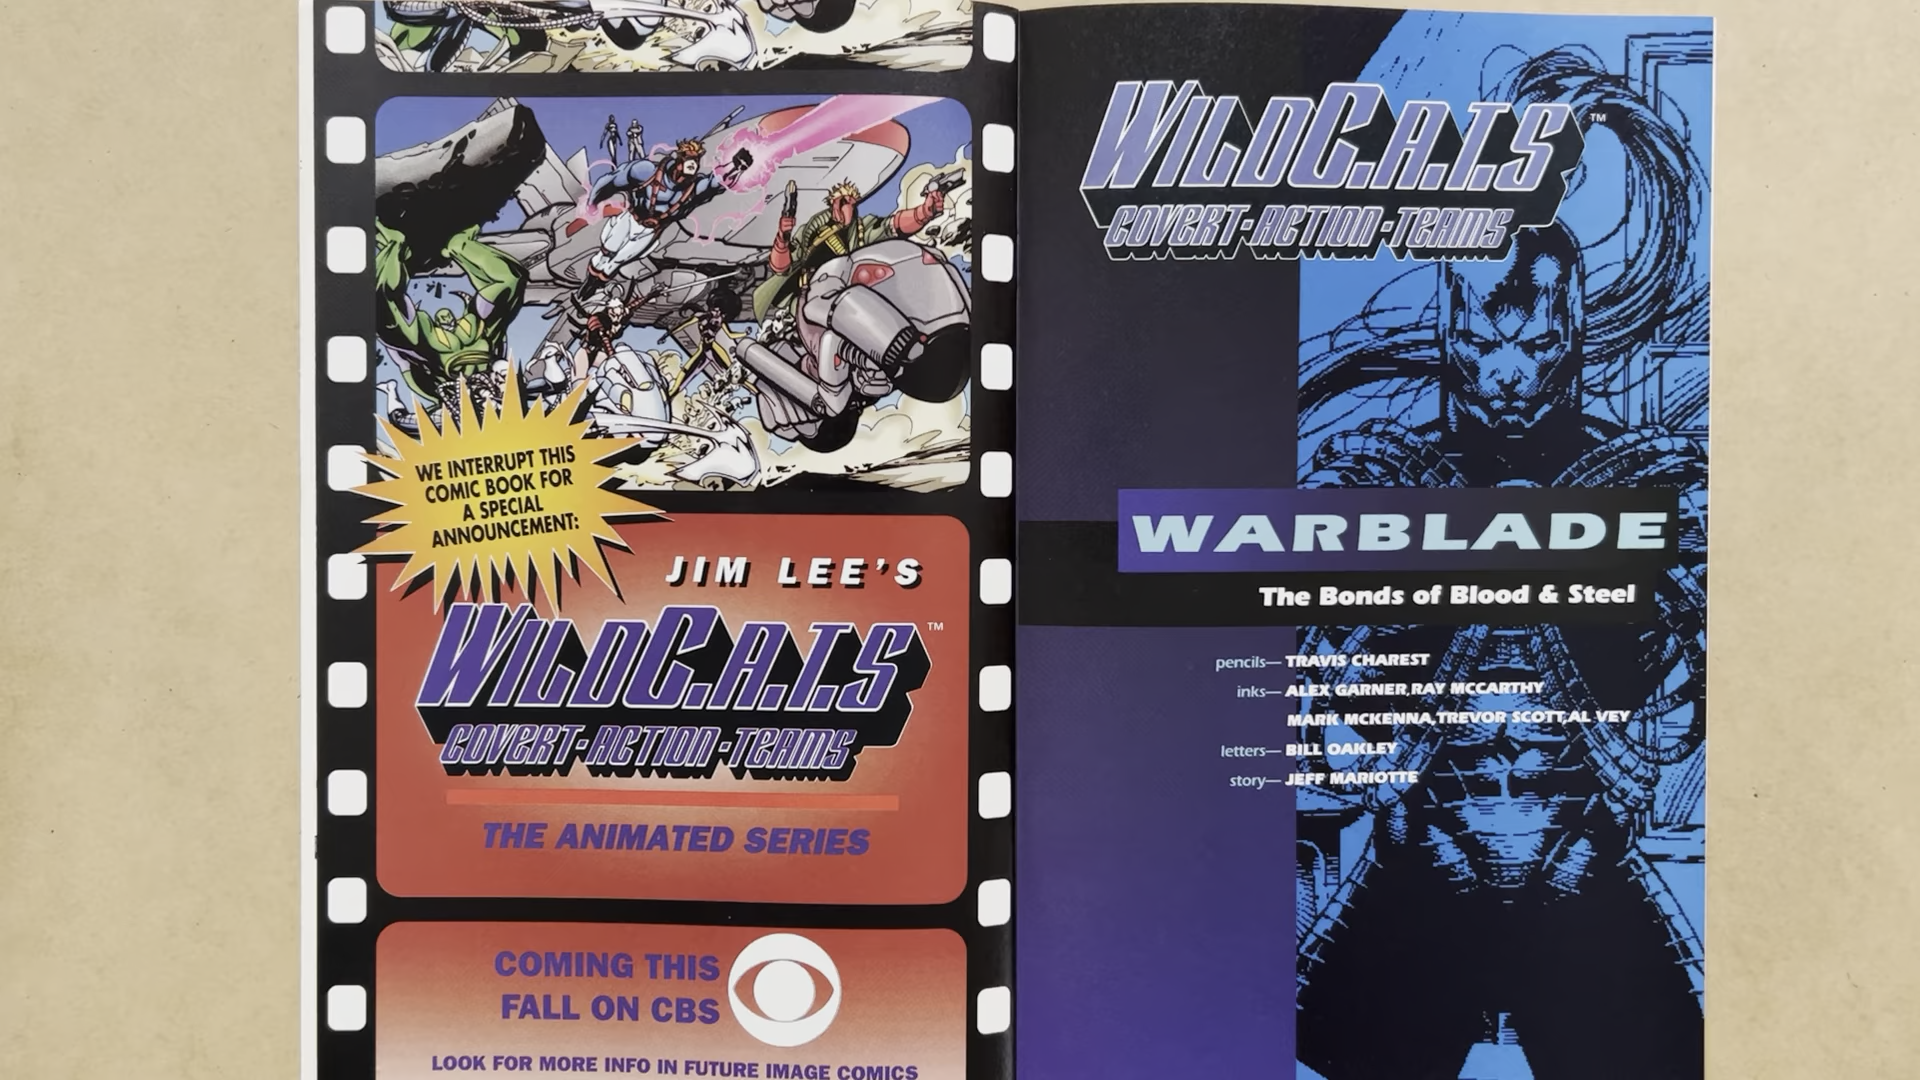 WE INTERRUPT THIS
COMIC BOOK FOR
A SPECIAL
ANNOUNCEMENT:
JIM LEE'S
WILDC.A.T.S™
COVERT-ACTION-TEAMS
THE ANIMATED SERIES
COMING THIS
FALL ON CBS
LOOK FOR MORE INFO IN FUTURE IMAGE COMICS
WILDC.A.T.S™
COVERT-ACTION-TEAMS
WARBLADE
The Bonds of Blood & Steel
pencils— TRAVIS CHAREST
inks— ALEX GARNER, RAY MCCARTHY
MARK MCKENNA, TREVOR SCOTT, AL VEY
letters— BILL OAKLEY
story— JEFF MARIOTTE